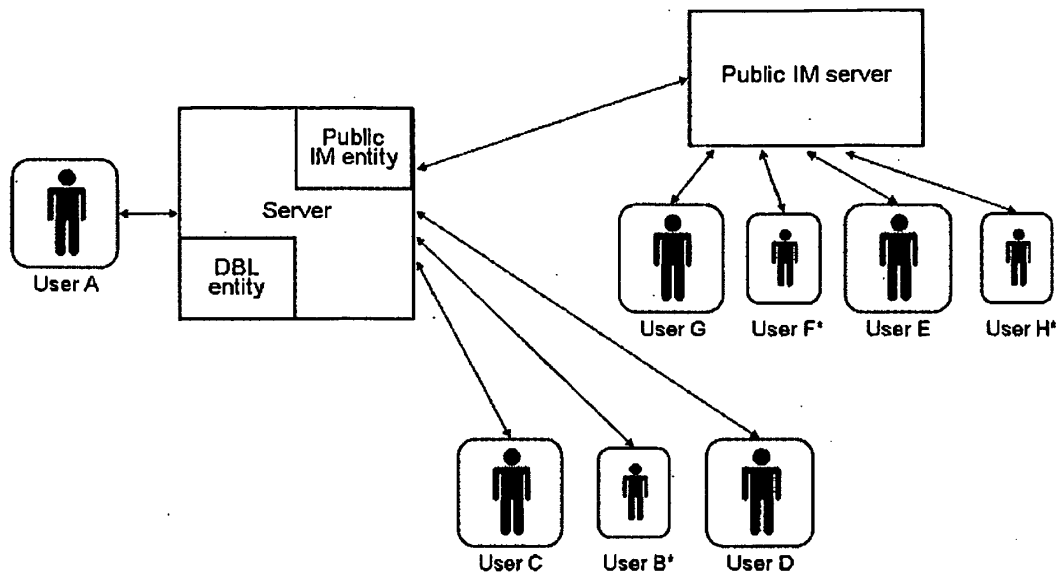 Public IM server
Public
IM entity
Server
DBL
entity
User A
User G
User F*
User E
User H*
User C
User B*
User D